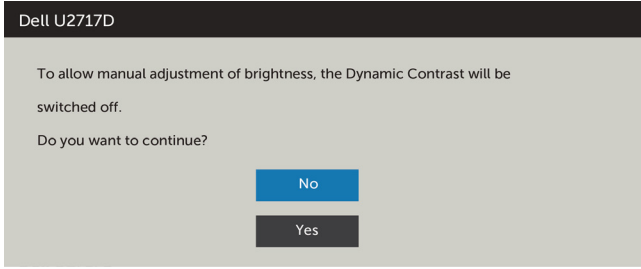 Dell U2717D
To allow manual adjustment of brightness, the Dynamic Contrast will be
switched off.
Do you want to continue?
No
Yes